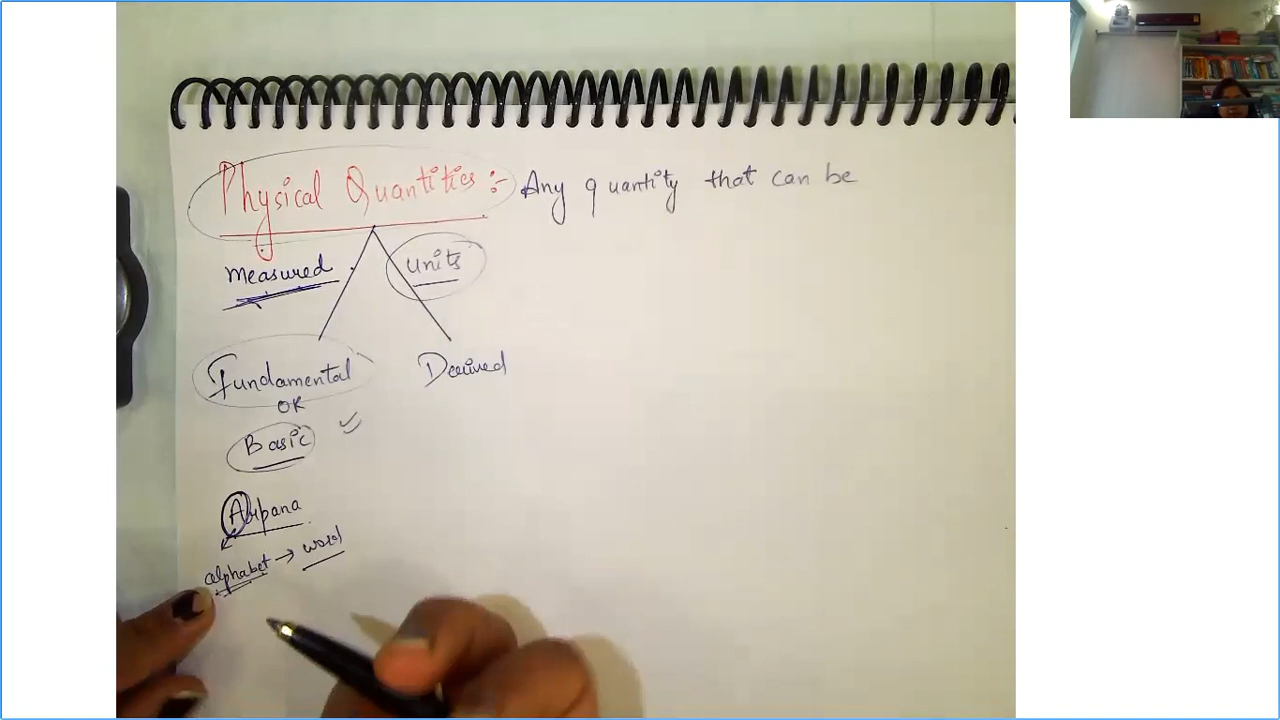 Physical Quantities :- Any quantity that can be
measured units
Fundamental Derived
OR
Basic
Arpana
alphabet → word